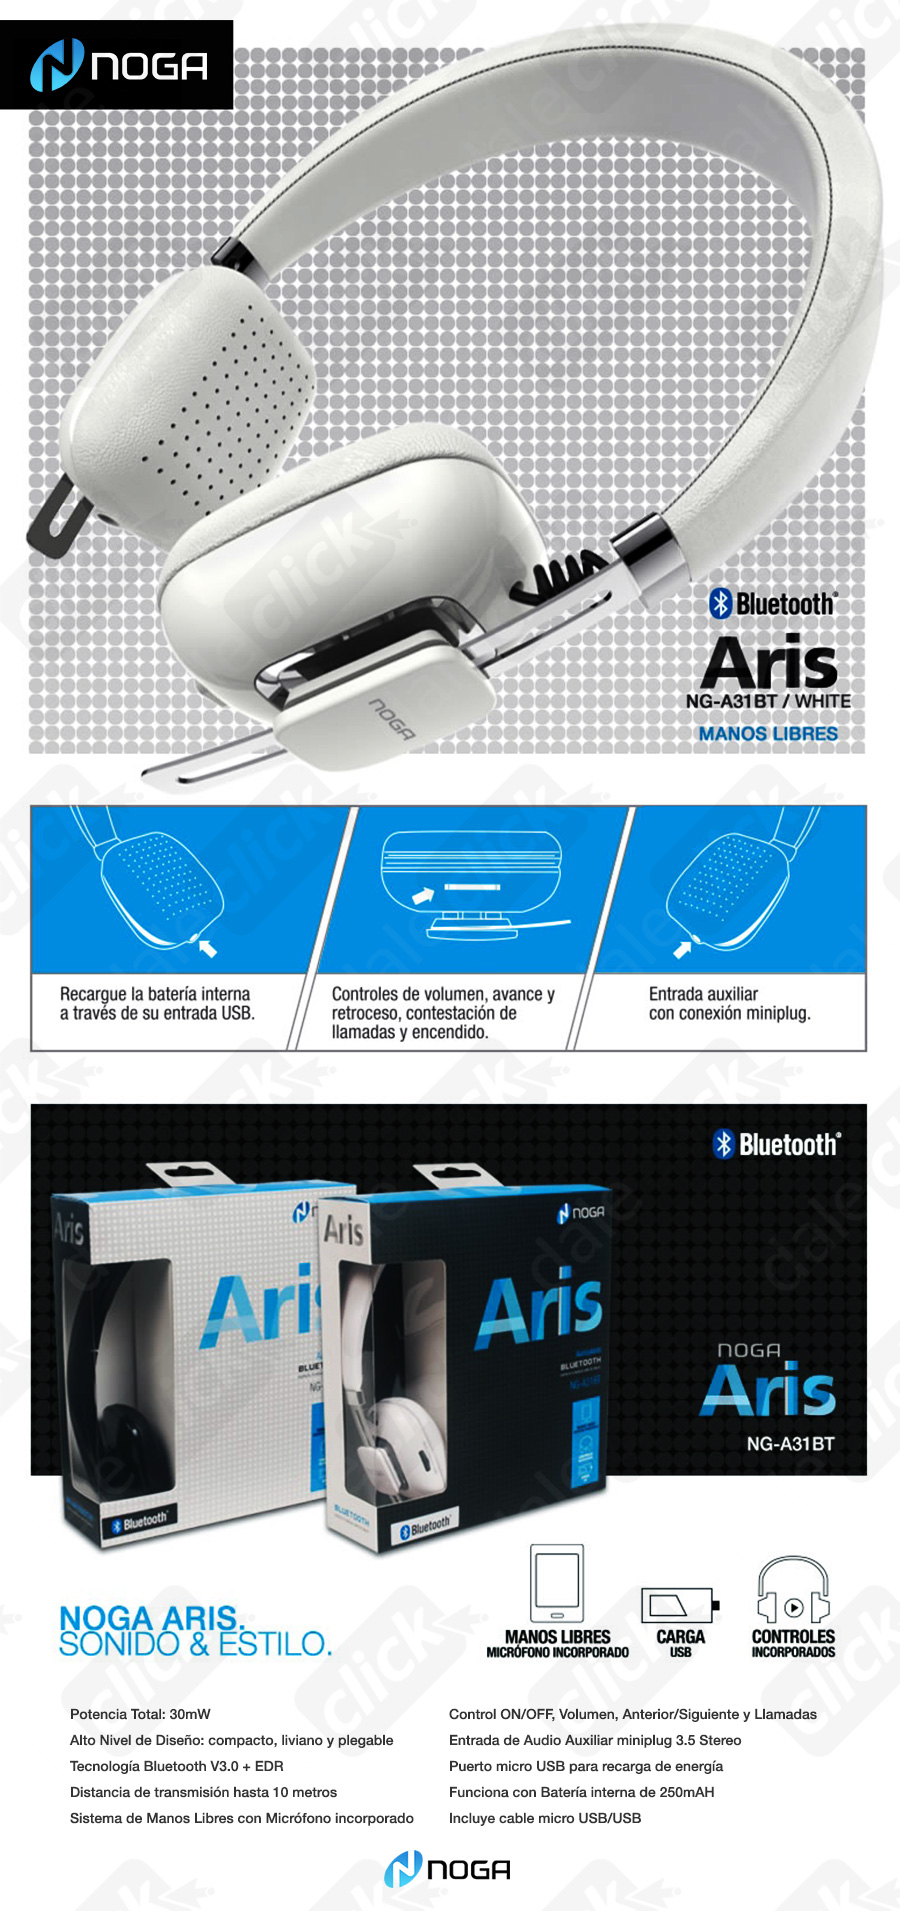 NOGA
Bluetooth®
Aris
NG-A31BT / WHITE
MANOS LIBRES
NOGA
Recargue la batería interna
a través de su entrada USB.
Controles de volumen, avance y
retroceso, contestación de
llamadas y encendido.
Entrada auxiliar
con conexión miniplug.
Bluetooth®
Aris
Aris
BLUETOOTH
Bluetooth
Aris
NOGA
Aris
BLUETOOTH
NG-A31BT
BLUETOOTH
Bluetooth
NOGA
Aris
NG-A31BT
NOGA ARIS.
SONIDO & ESTILO.
MANOS LIBRES
MICRÓFONO INCORPORADO
CARGA
USB
CONTROLES
INCORPORADOS
Potencia Total: 30mW
Alto Nivel de Diseño: compacto, liviano y plegable
Tecnología Bluetooth V3.0 + EDR
Distancia de transmisión hasta 10 metros
Sistema de Manos Libres con Micrófono incorporado
Control ON/OFF, Volumen, Anterior/Siguiente y Llamadas
Entrada de Audio Auxiliar miniplug 3.5 Stereo
Puerto micro USB para recarga de energía
Funciona con Batería interna de 250mAH
Incluye cable micro USB/USB
NOGA
dale click